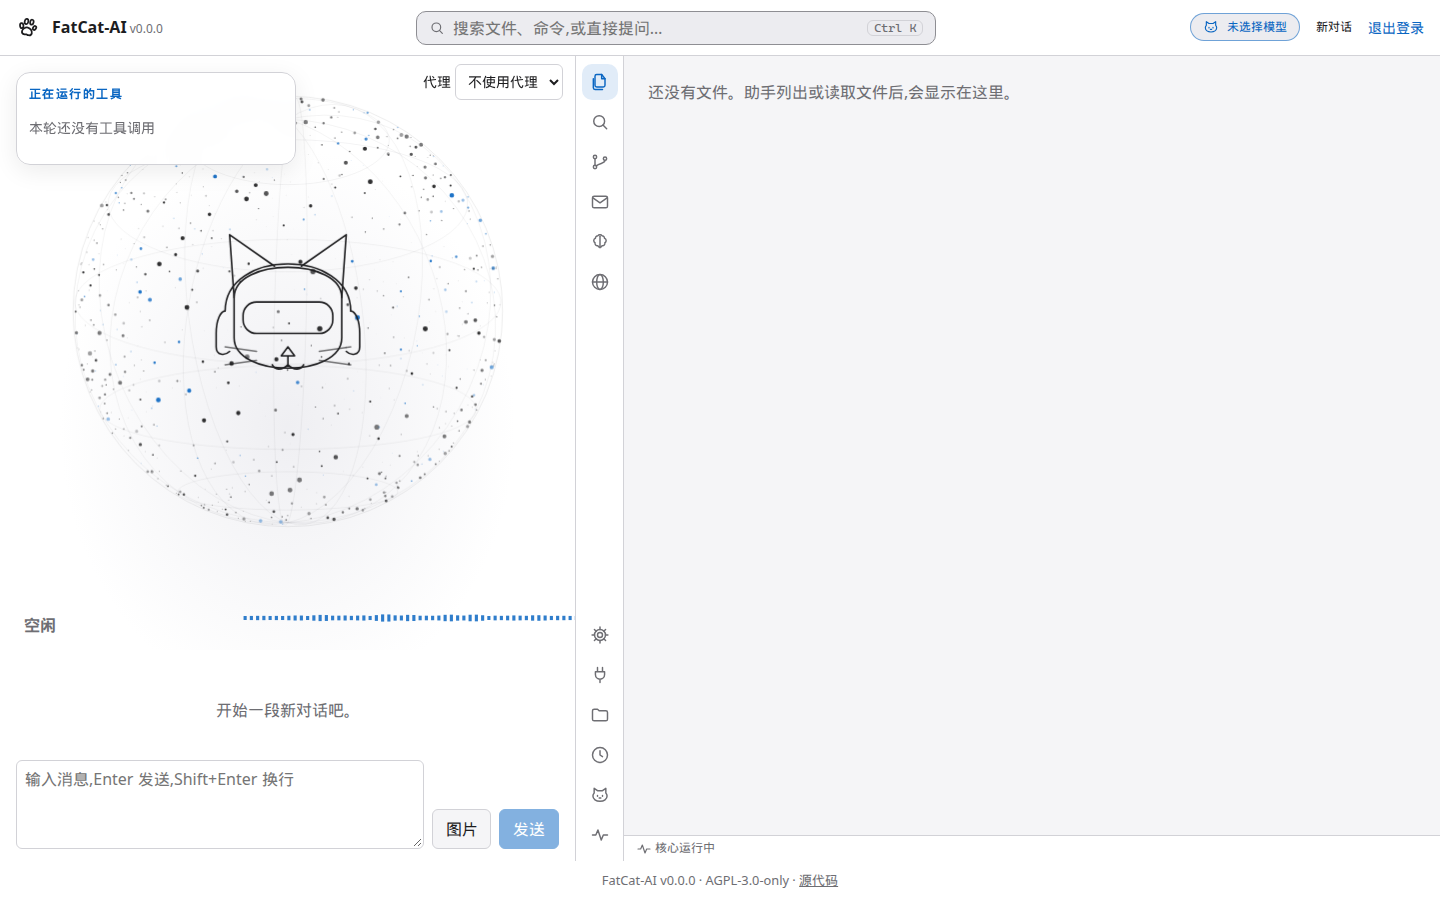 FatCat-AI v0.0.0
搜索文件、命令,或直接提问...
Ctrl K
未选择模型
新对话
退出登录
正在运行的工具
本轮还没有工具调用
代理
不使用代理
还没有文件。助手列出或读取文件后,会显示在这里。
空闲
开始一段新对话吧。
输入消息,Enter 发送,Shift+Enter 换行
图片
发送
核心运行中
FatCat-AI v0.0.0 · AGPL-3.0-only · 源代码